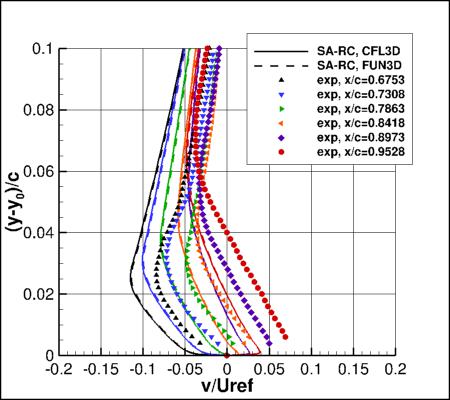 SA-RC, CFL3D
SA-RC, FUN3D
exp, x/c=0.6753
exp, x/c=0.7308
exp, x/c=0.7863
exp, x/c=0.8418
exp, x/c=0.8973
exp, x/c=0.9528
0.1
0.08
0.06
0.04
0.02
0
(y-y0)/c
-0.2 -0.15 -0.1 -0.05 0 0.05 0.1 0.15 0.2
v/Uref